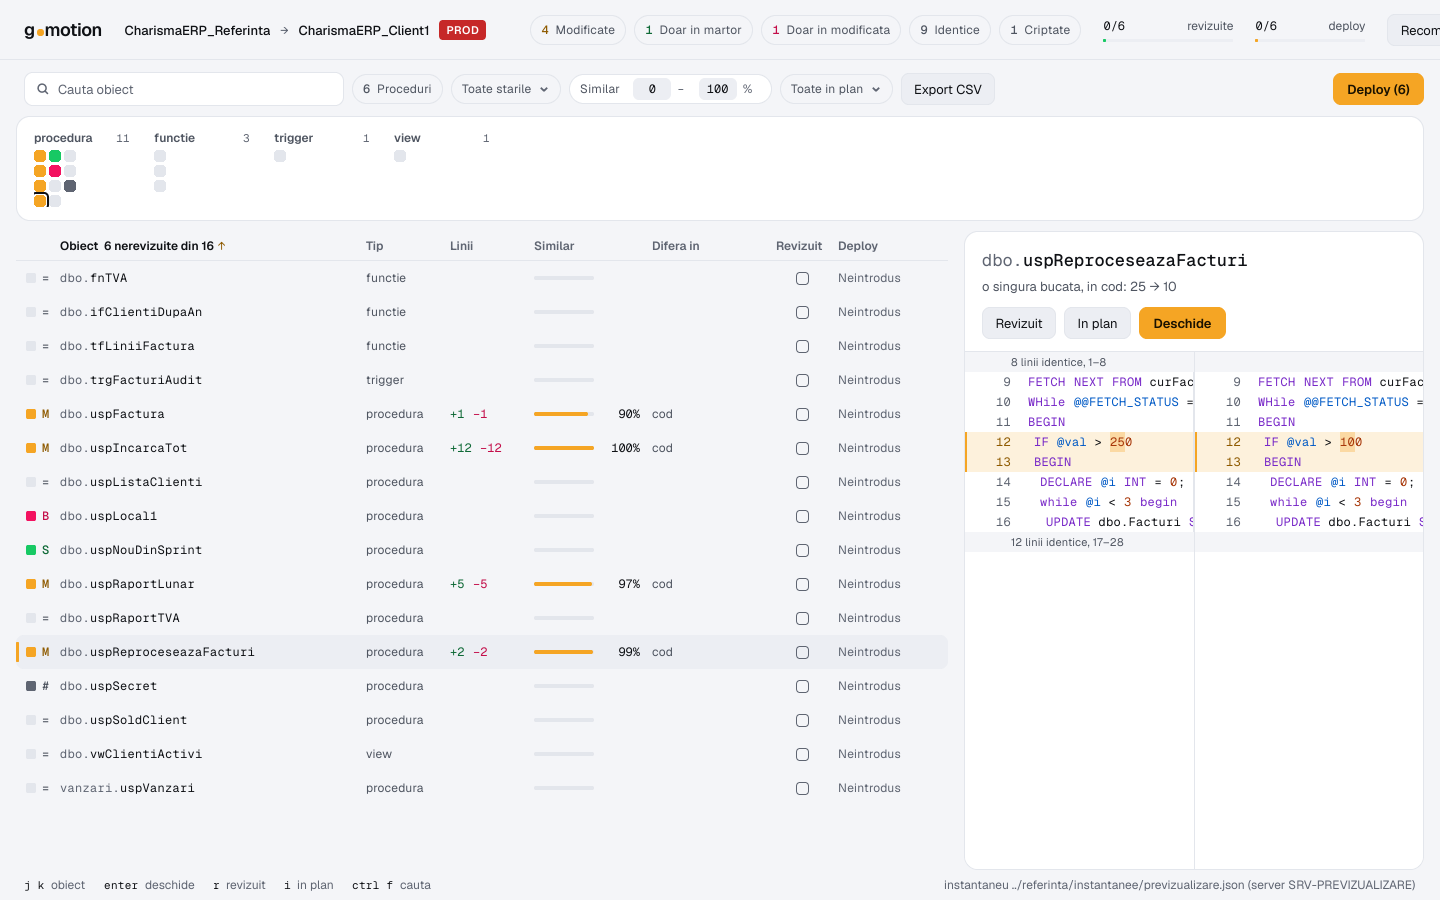 gmotion CharismaERP_Referinta → CharismaERP_Client1 PROD 4 Modificate 1 Doar in martor 1 Doar in modificata 9 Identice 1 Criptate 0/6 revizuite 0/6 deploy Recom
Cauta obiect 6 Proceduri Toate starile Similar 0 – 100 % Toate in plan Export CSV Deploy (6)
procedura 11 functie 3 trigger 1 view 1
Obiect 6 nerevizuite din 16 ↑ Tip Linii Similar Difera in Revizuit Deploy
= dbo.fnTVA functie Neintrodus
= dbo.ifClientiDupaAn functie Neintrodus
= dbo.tfLiniiFactura functie Neintrodus
= dbo.trgFacturiAudit trigger Neintrodus
M dbo.uspFactura procedura +1 −1 90% cod Neintrodus
M dbo.uspIncarcaTot procedura +12 −12 100% cod Neintrodus
= dbo.uspListaClienti procedura Neintrodus
B dbo.uspLocal1 procedura Neintrodus
S dbo.uspNouDinSprint procedura Neintrodus
M dbo.uspRaportLunar procedura +5 −5 97% cod Neintrodus
= dbo.uspRaportTVA procedura Neintrodus
M dbo.uspReproceseazaFacturi procedura +2 −2 99% cod Neintrodus
# dbo.uspSecret procedura Neintrodus
= dbo.uspSoldClient procedura Neintrodus
= dbo.vwClientiActivi view Neintrodus
= vanzari.uspVanzari procedura Neintrodus
dbo.uspReproceseazaFacturi
o singura bucata, in cod: 25 → 10
Revizuit In plan Deschide
8 linii identice, 1–8
9 FETCH NEXT FROM curFac 9 FETCH NEXT FROM curFac
10 WHile @@FETCH_STATUS = 10 WHile @@FETCH_STATUS =
11 BEGIN 11 BEGIN
12 IF @val > 250 12 IF @val > 100
13 BEGIN 13 BEGIN
14 DECLARE @i INT = 0; 14 DECLARE @i INT = 0;
15 while @i < 3 begin 15 while @i < 3 begin
16 UPDATE dbo.Facturi S 16 UPDATE dbo.Facturi S
12 linii identice, 17–28
j k obiect enter deschide r revizuit i in plan ctrl f cauta
instantaneu ../referinta/instantanee/previzualizare.json (server SRV-PREVIZUALIZARE)